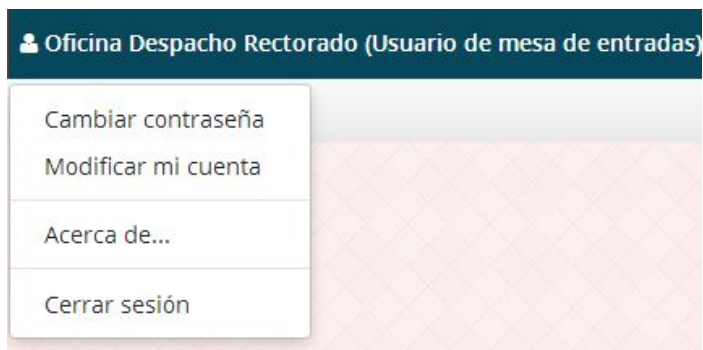 Oficina Despacho Rectorado (Usuario de mesa de entradas)
Cambiar contraseña
Modificar mi cuenta
Acerca de...
Cerrar sesión